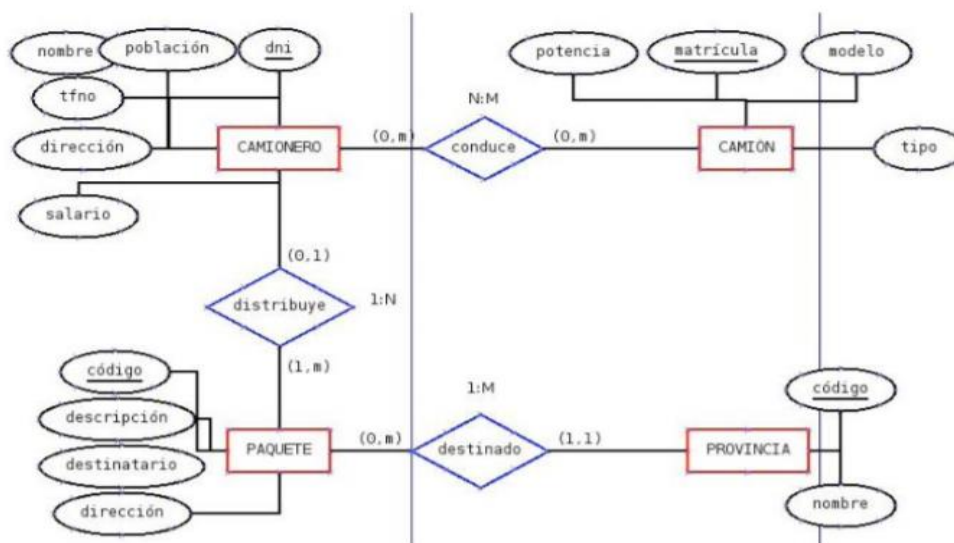 nombre
población
dni
potencia
matrícula
modelo
tfno
N:M
dirección
CAMIONERO
(0,m)
conduce
(0,m)
CAMIÓN
tipo
salario
(0,1)
distribuye
1:N
código
(1,m)
1:M
código
descripción
PAQUETE
(0,m)
destinado
(1,1)
PROVINCIA
destinatario
dirección
nombre